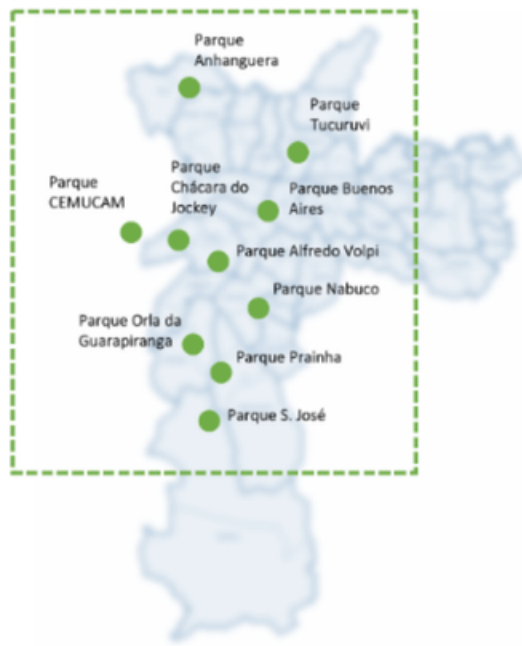 Parque
Anhanguera
Parque
Tucuruvi
Parque
Chácara do
Jockey
Parque
CEMUCAM
Parque Buenos
Aires
Parque Alfredo Volpi
Parque Nabuco
Parque Orla da
Guarapiranga
Parque Prainha
Parque S. José